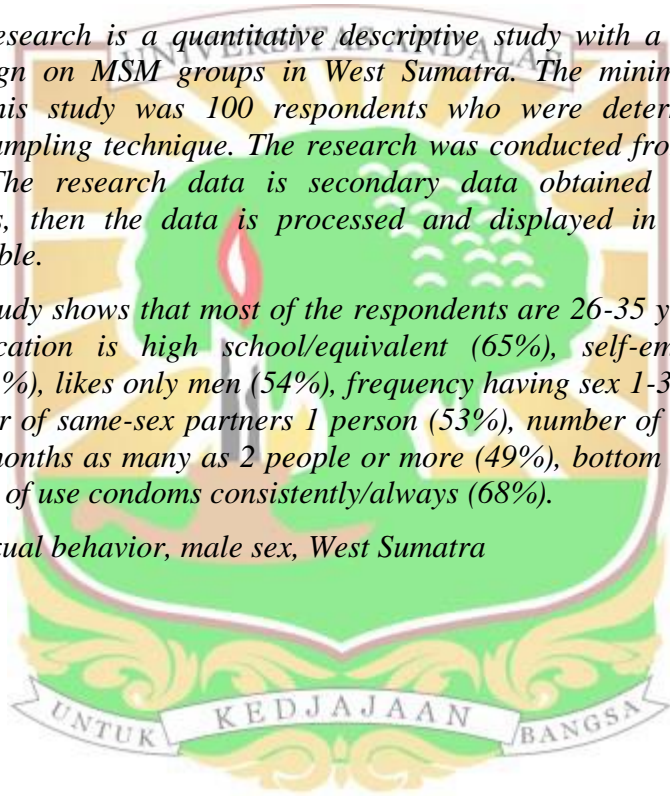 esearch is a quantitative descriptive study with a
UNIVERSITAS ANDALAS
gn on MSM groups in West Sumatra. The minim
his study was 100 respondents who were deter
mpling technique. The research was conducted fro
The research data is secondary data obtained
s, then the data is processed and displayed in
ble.
udy shows that most of the respondents are 26-35 y
cation is high school/equivalent (65%), self-em
%), likes only men (54%), frequency having sex 1-3
r of same-sex partners 1 person (53%), number of
months as many as 2 people or more (49%), bottom
of use condoms consistently/always (68%).
xual behavior, male sex, West Sumatra
UNTUK KEDJAJAAN BANGSA